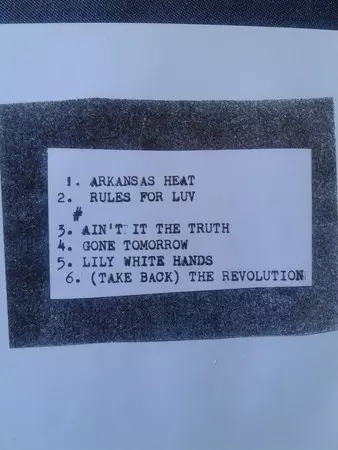 1. ARKANSAS HEAT
2. RULES FOR LUV
#
3. AIN'T IT THE TRUTH
4. GONE TOMORROW
5. LILY WHITE HANDS
6. (TAKE BACK) THE REVOLUTION